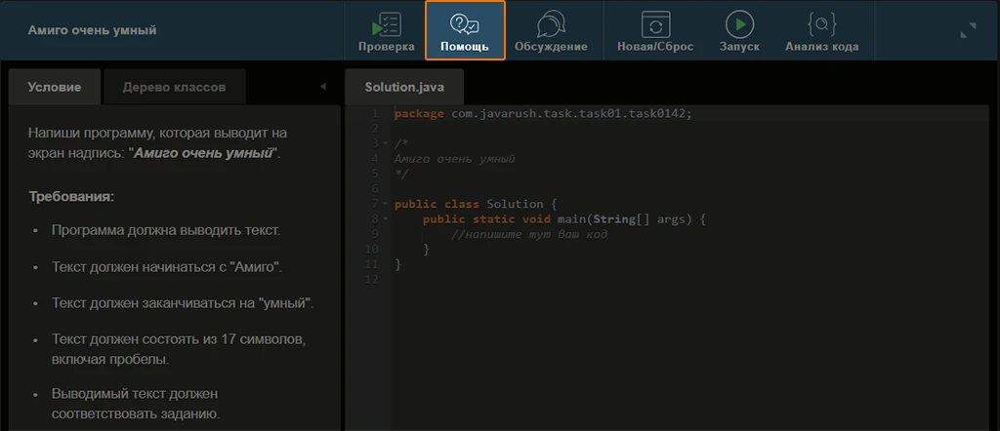 Амиго очень умный
Проверка
Помощь
Обсуждение
Новая/Сброс
Запуск
Анализ кода
Условие
Дерево классов
Напиши программу, которая выводит на
экран надпись: "Амиго очень умный".
Требования:
• Программа должна выводить текст.
• Текст должен начинаться с "Амиго".
• Текст должен заканчиваться на "умный".
• Текст должен состоять из 17 символов,
включая пробелы.
• Выводимый текст должен
соответствовать заданию.
Solution.java
1 package com.javarush.task.task01.task0142;
2
3 /*
4 Амиго очень умный
5 */
6
7 public class Solution {
8 public static void main(String[] args) {
9 //напишите тут ваш код
10 }
11 }
12